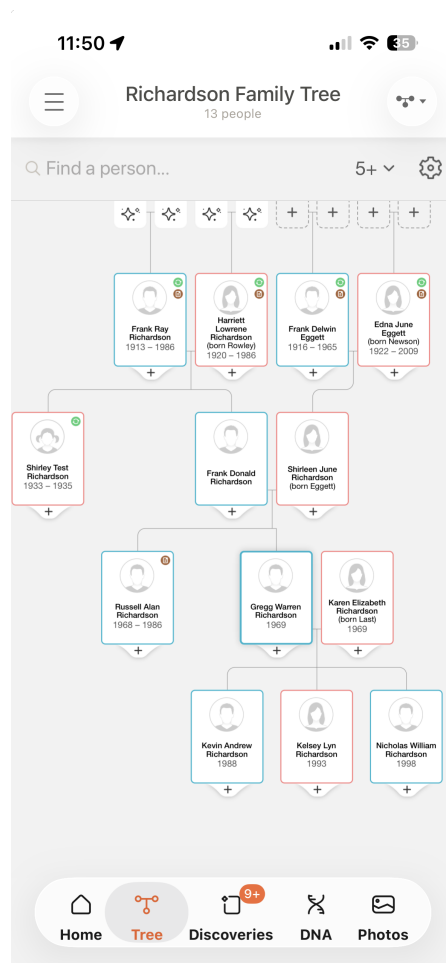 11:50
35
Richardson Family Tree
13 people
Find a person...
5+
Frank Ray
Richardson
1913 – 1986
Harriett
Lowrene
Richardson
(born Rowley)
1920 – 1986
Frank Delwin
Eggett
1916 – 1965
Edna June
Eggett
(born Newson)
1922 – 2009
Shirley Test
Richardson
1933 – 1935
Frank Donald
Richardson
Shirleen June
Richardson
(born Eggett)
Russell Alan
Richardson
1968 – 1986
Gregg Warren
Richardson
1969
Karen Elizabeth
Richardson
(born Last)
1969
Kevin Andrew
Richardson
1988
Kelsey Lyn
Richardson
1993
Nicholas William
Richardson
1998
9+
Home
Tree
Discoveries
DNA
Photos